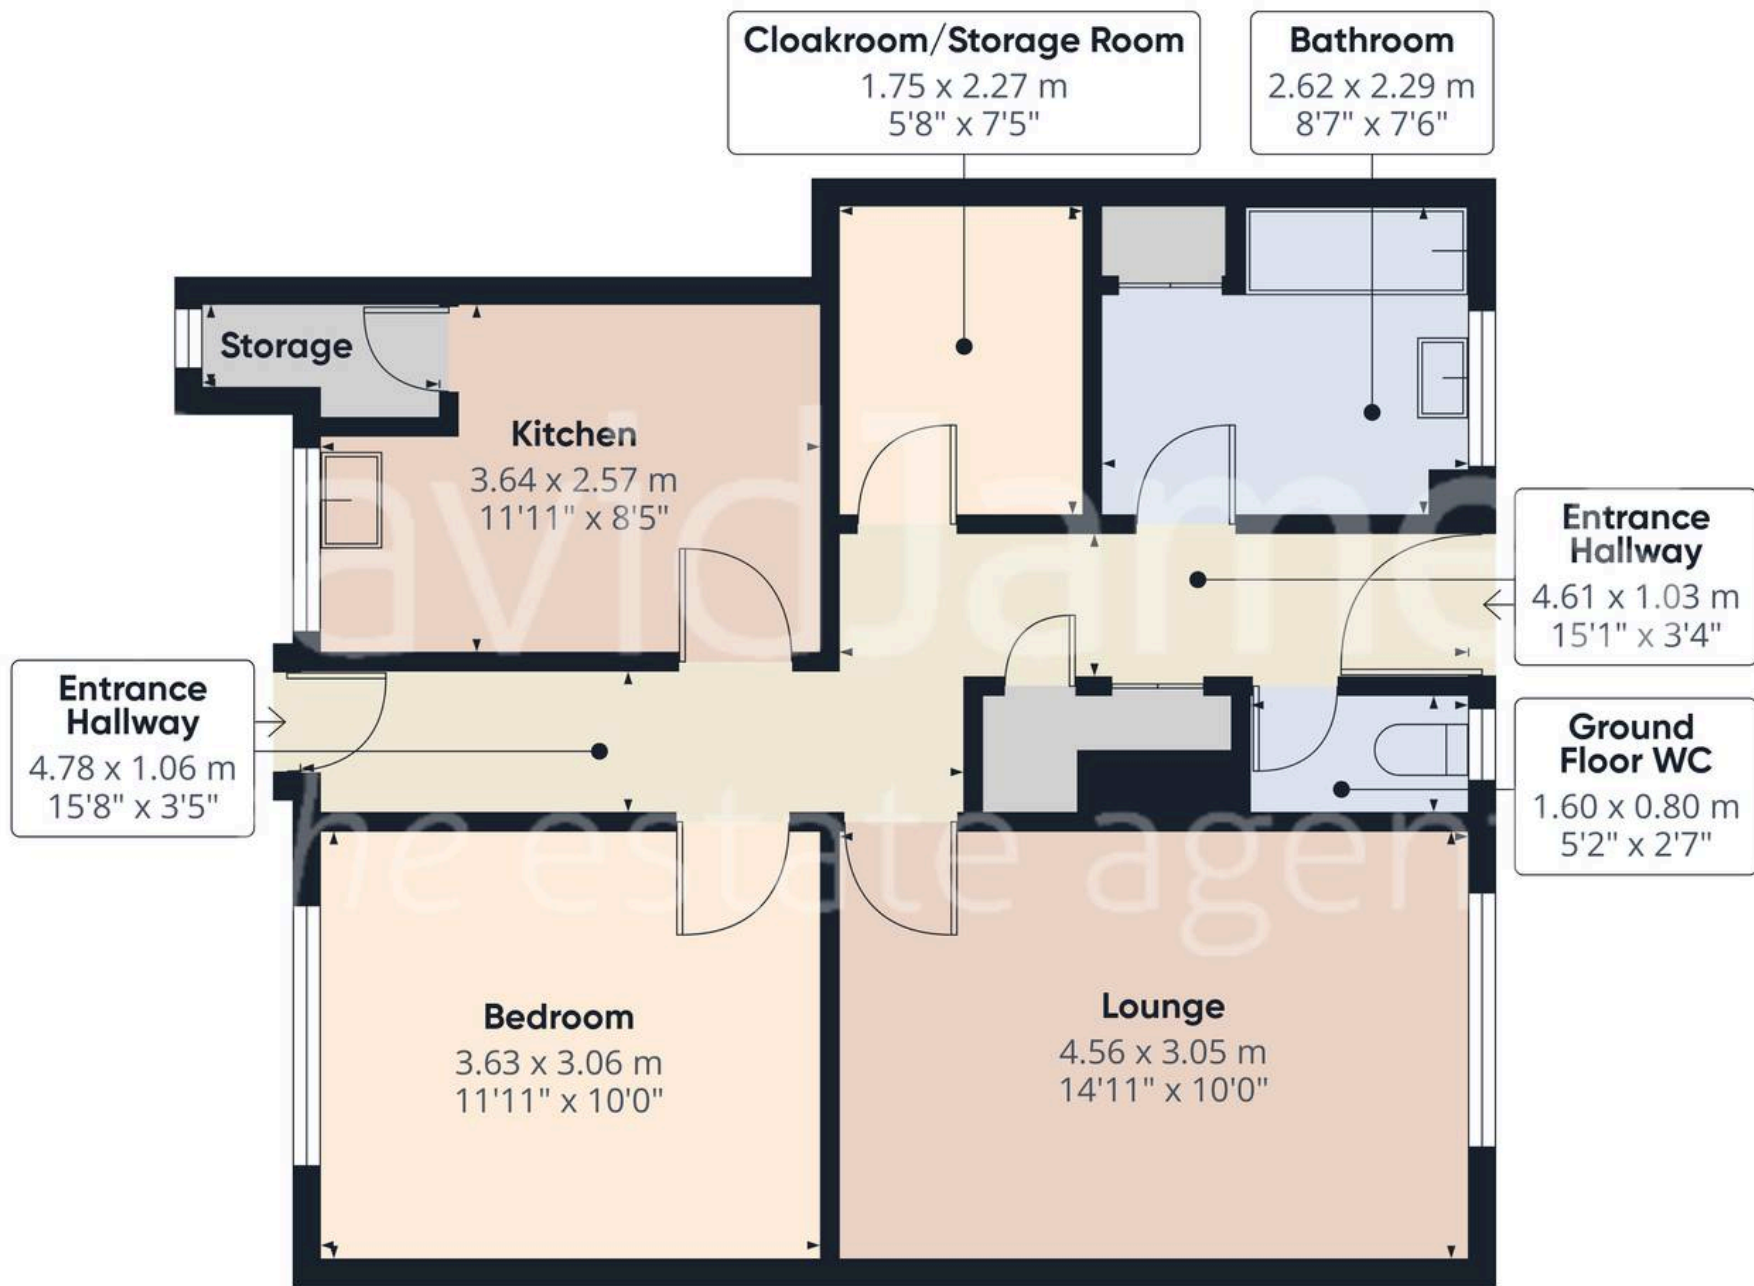 Cloakroom/Storage Room
1.75 x 2.27 m
5'8" x 7'5"
Bathroom
2.62 x 2.29 m
8'7" x 7'6"
Storage
Kitchen
3.64 x 2.57 m
11'11" x 8'5"
Entrance
Hallway
4.61 x 1.03 m
15'1" x 3'4"
Entrance
Hallway
4.78 x 1.06 m
15'8" x 3'5"
Ground
Floor WC
1.60 x 0.80 m
5'2" x 2'7"
Bedroom
3.63 x 3.06 m
11'11" x 10'0"
Lounge
4.56 x 3.05 m
14'11" x 10'0"
avidJame
he estate agen